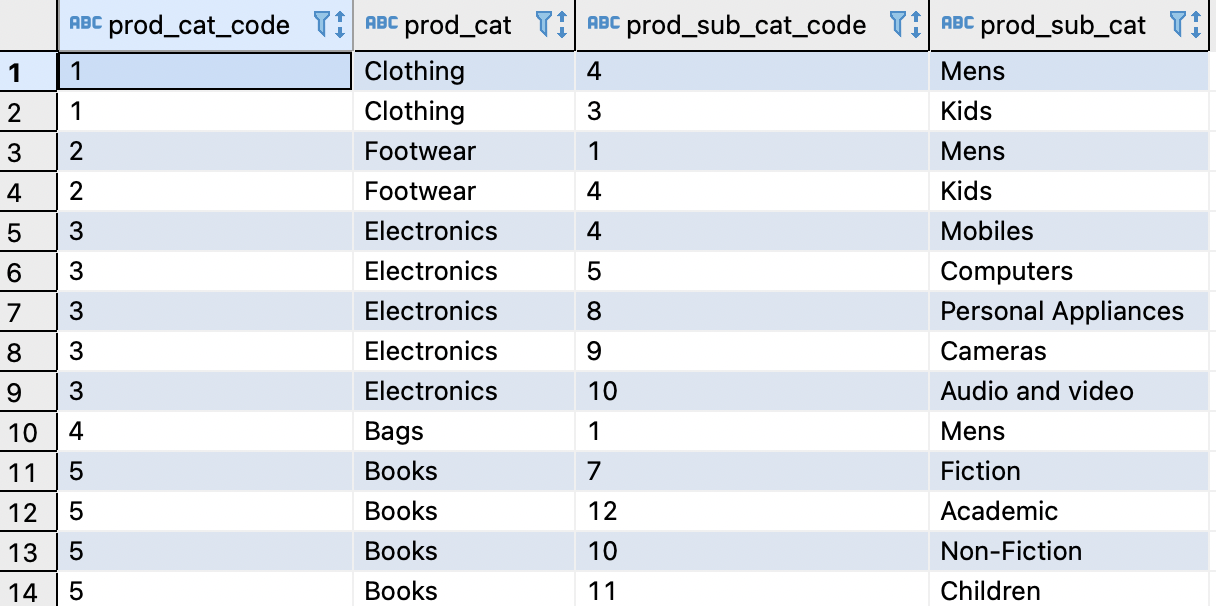 ABC prod_cat_code ABC prod_cat ABC prod_sub_cat_code ABC prod_sub_cat
1 1 Clothing 4 Mens
2 1 Clothing 3 Kids
3 2 Footwear 1 Mens
4 2 Footwear 4 Kids
5 3 Electronics 4 Mobiles
6 3 Electronics 5 Computers
7 3 Electronics 8 Personal Appliances
8 3 Electronics 9 Cameras
9 3 Electronics 10 Audio and video
10 4 Bags 1 Mens
11 5 Books 7 Fiction
12 5 Books 12 Academic
13 5 Books 10 Non-Fiction
14 5 Books 11 Children